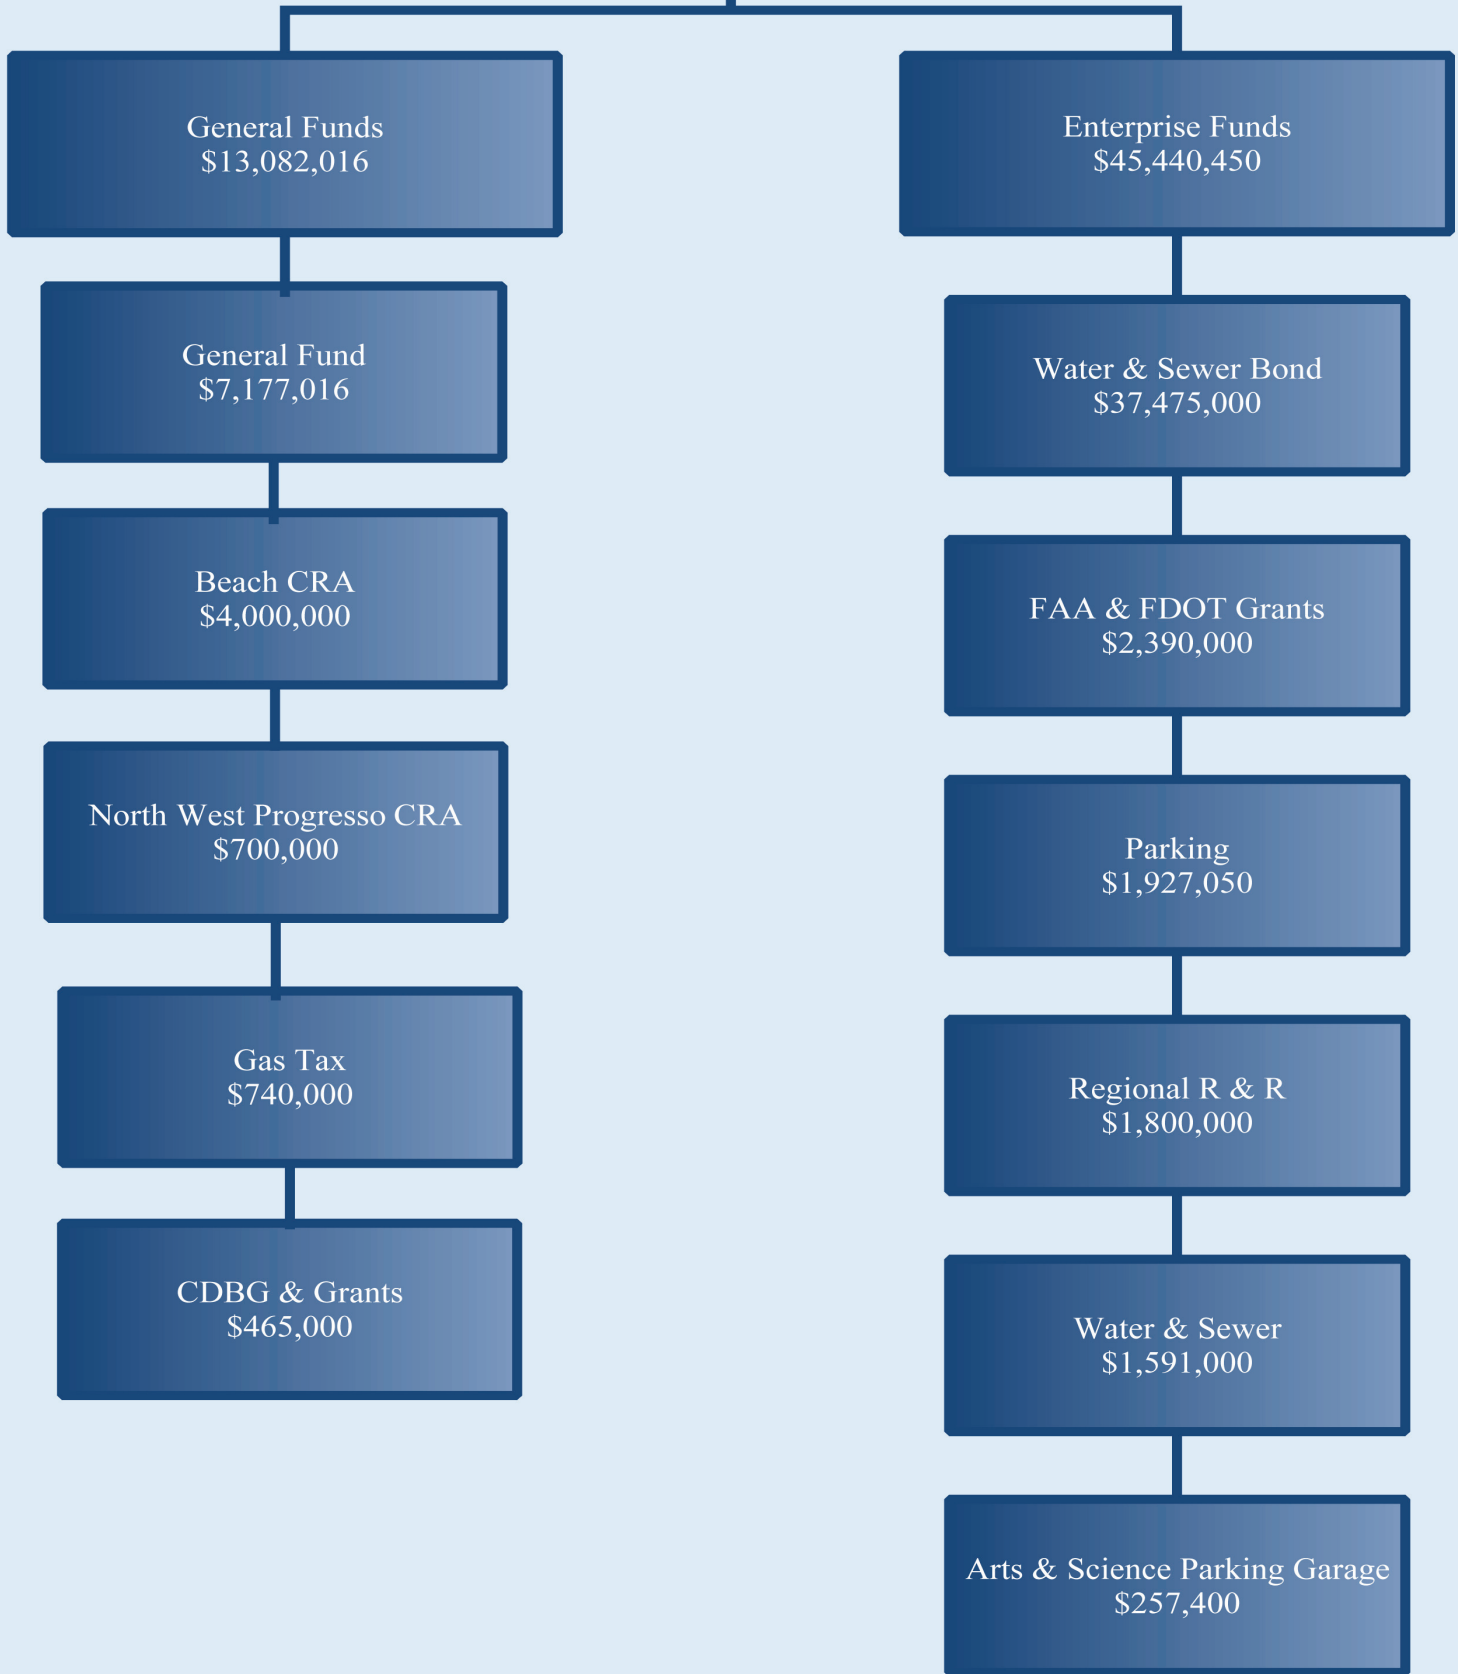 General Funds
$13,082,016
General Fund
$7,177,016
Beach CRA
$4,000,000
North West Progresso CRA
$700,000
Gas Tax
$740,000
CDBG & Grants
$465,000
Enterprise Funds
$45,440,450
Water & Sewer Bond
$37,475,000
FAA & FDOT Grants
$2,390,000
Parking
$1,927,050
Regional R & R
$1,800,000
Water & Sewer
$1,591,000
Arts & Science Parking Garage
$257,400